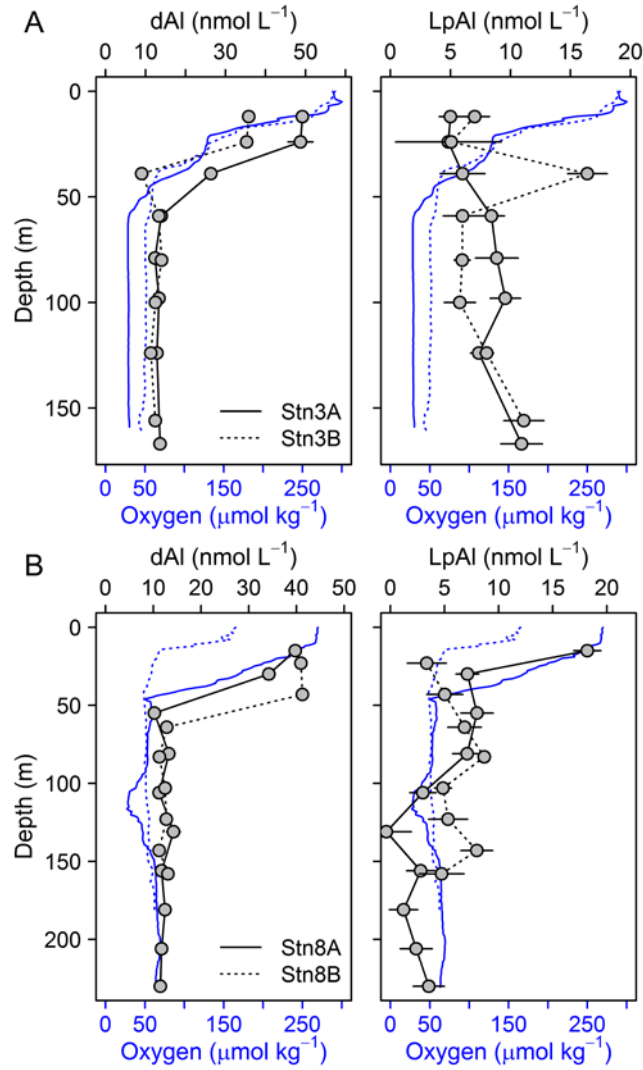 A
dAl (nmol L⁻¹)
LpAl (nmol L⁻¹)
0 10 20 30 40 50 60
0 5 10 15 20
0
50
100
150
Depth (m)
Stn3A
Stn3B
0 50 150 250
0 50 150 250
Oxygen (μmol kg⁻¹)
Oxygen (μmol kg⁻¹)
B
dAl (nmol L⁻¹)
LpAl (nmol L⁻¹)
0 10 20 30 40 50
0 5 10 15 20
0
50
100
150
200
Depth (m)
Stn8A
Stn8B
0 50 150 250
0 50 150 250
Oxygen (μmol kg⁻¹)
Oxygen (μmol kg⁻¹)